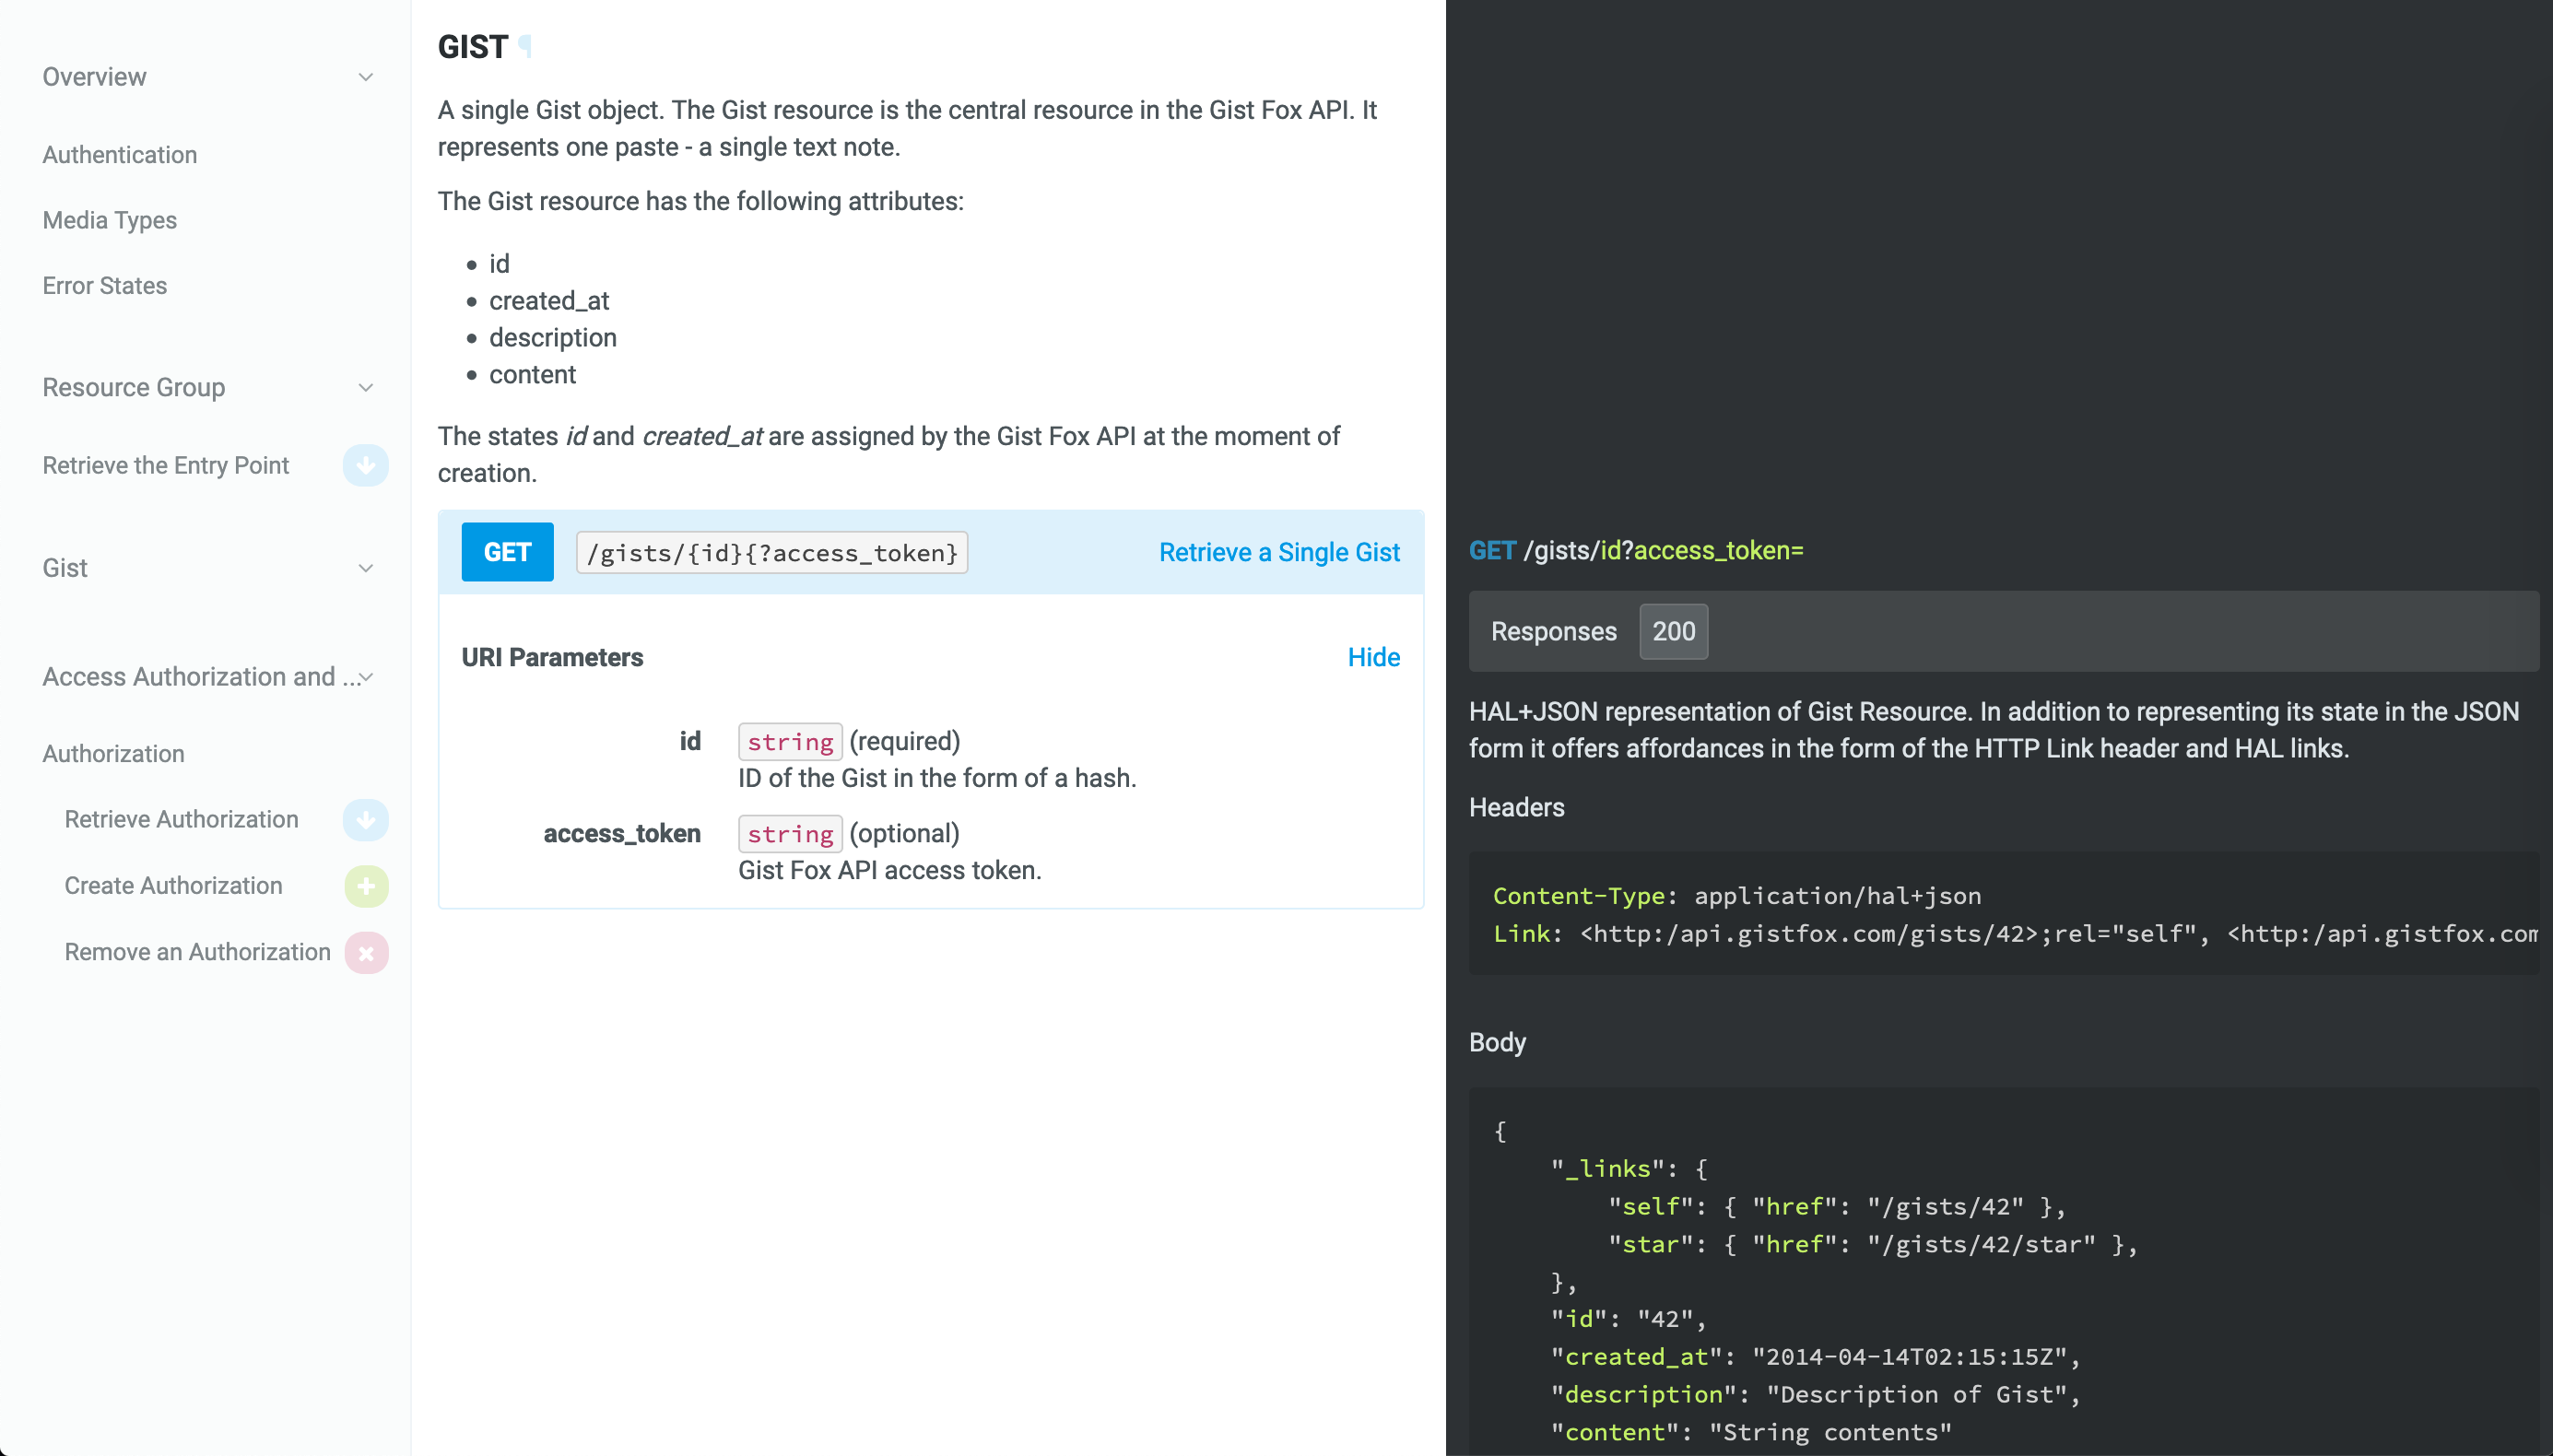 Overview
Authentication
Media Types
Error States
Resource Group
Retrieve the Entry Point
Gist
Access Authorization and ...
Authorization
Retrieve Authorization
Create Authorization
Remove an Authorization
GIST ¶
A single Gist object. The Gist resource is the central resource in the Gist Fox API. It
represents one paste - a single text note.
The Gist resource has the following attributes:
• id
• created_at
• description
• content
The states id and created_at are assigned by the Gist Fox API at the moment of
creation.
GET /gists/{id}{?access_token} Retrieve a Single Gist
URI Parameters Hide
id string (required)
ID of the Gist in the form of a hash.
access_token string (optional)
Gist Fox API access token.
GET /gists/id?access_token=
Responses 200
HAL+JSON representation of Gist Resource. In addition to representing its state in the JSON
form it offers affordances in the form of the HTTP Link header and HAL links.
Headers
Content-Type: application/hal+json
Link: <http:/api.gistfox.com/gists/42>;rel="self", <http:/api.gistfox.com
Body
{
"_links": {
"self": { "href": "/gists/42" },
"star": { "href": "/gists/42/star" },
},
"id": "42",
"created_at": "2014-04-14T02:15:15Z",
"description": "Description of Gist",
"content": "String contents"